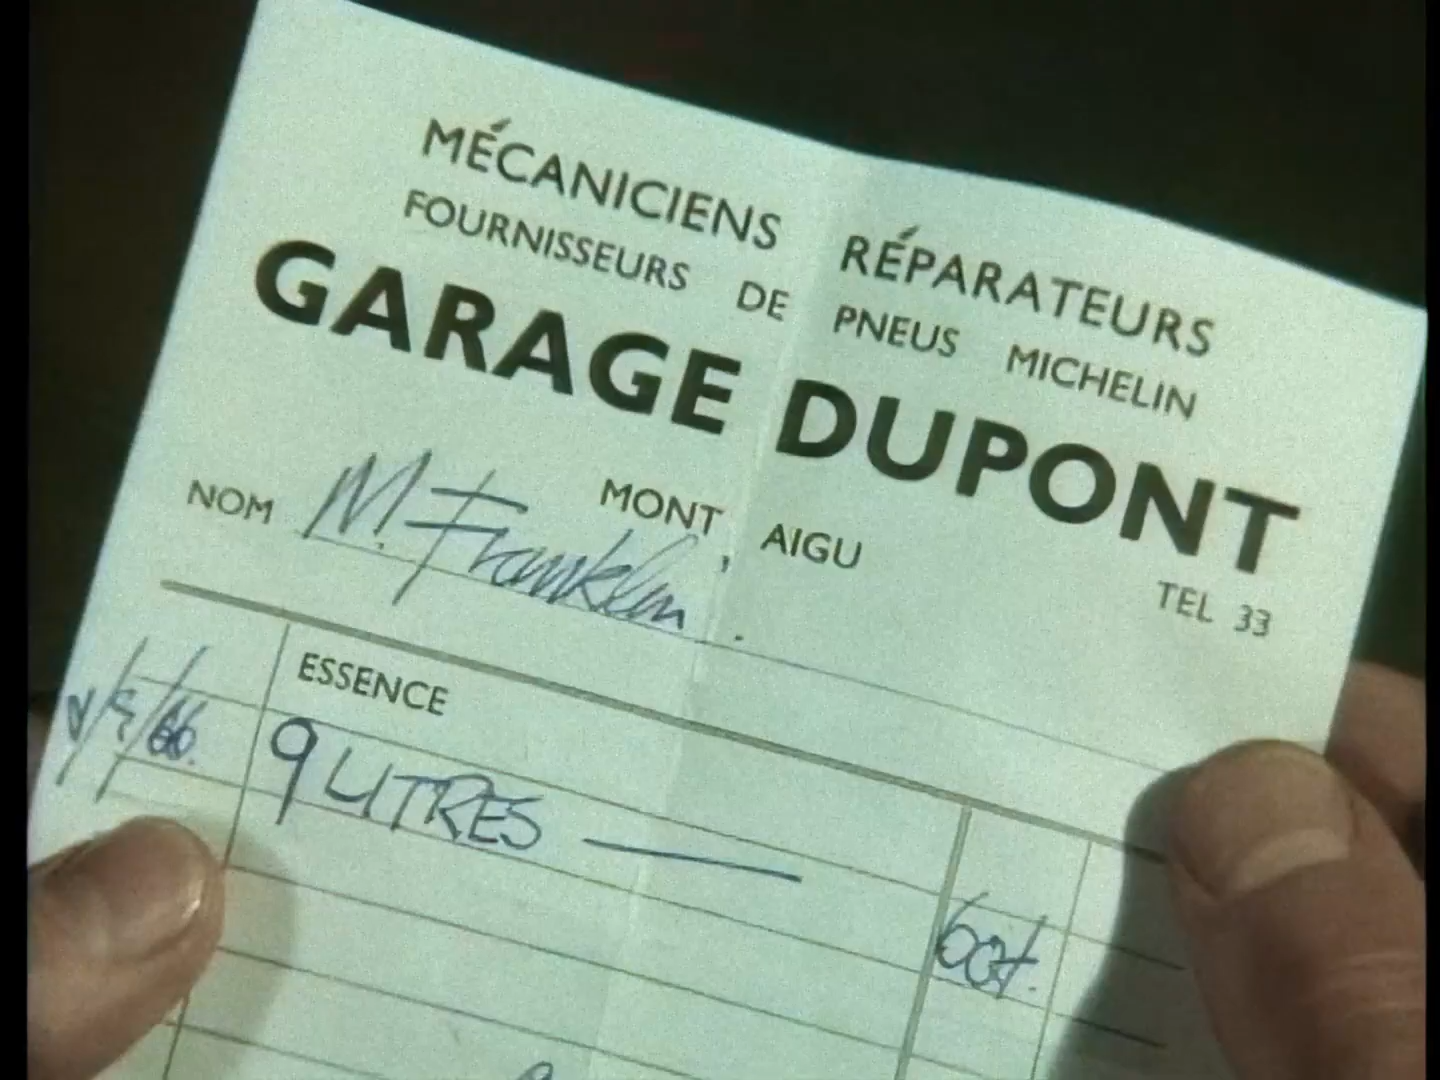 MÉCANICIENS RÉPARATEURS
FOURNISSEURS DE PNEUS MICHELIN
GARAGE DUPONT
MONT, AIGU
TEL 33
NOM M. Franklin.
ESSENCE
9 LITRES —